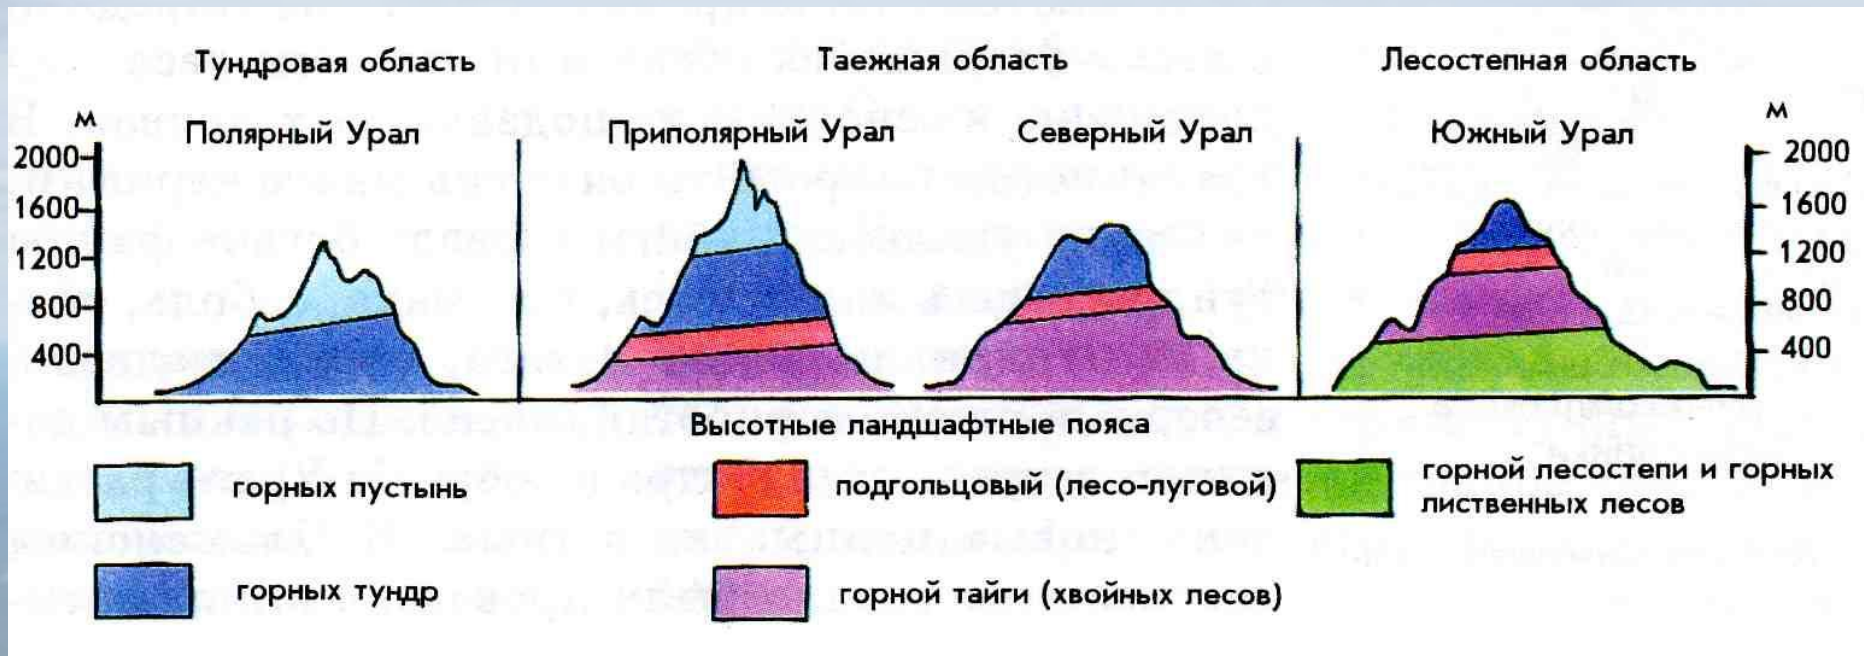 Тундровая область
Таежная область
Лесостепная область
м
м
Полярный Урал
Приполярный Урал
Северный Урал
Южный Урал
2000
1600
1200
800
400
2000
1600
1200
800
400
Высотные ландшафтные пояса
горных пустынь
подгольцовый (лесо-луговой)
горной лесостепи и горных
лиственных лесов
горных тундр
горной тайги (хвойных лесов)